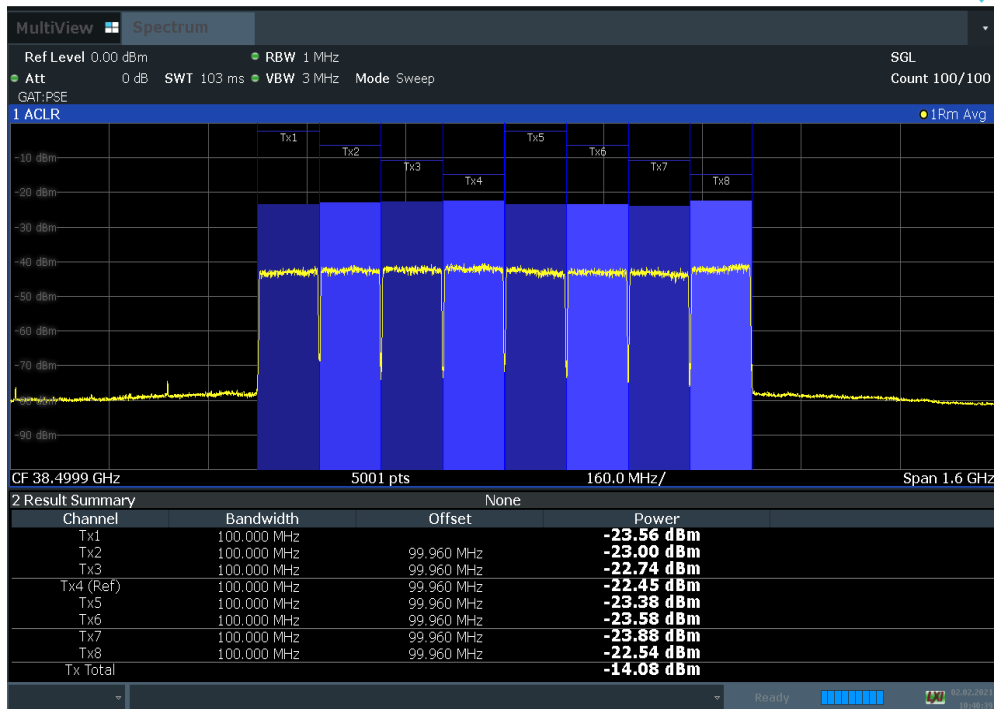 MultiView Spectrum
Ref Level 0.00 dBm RBW 1 MHz SGL
Att 0 dB SWT 103 ms VBW 3 MHz Mode Sweep Count 100/100
GAT:PSE
1 ACLR 1Rm Avg
Tx1 Tx5
Tx2 Tx6
-10 dBm
Tx3 Tx7
Tx4 Tx8
-20 dBm
-30 dBm
-40 dBm
-50 dBm
-60 dBm
-70 dBm
-80 dBm
-90 dBm
CF 38.4999 GHz 5001 pts 160.0 MHz/ Span 1.6 GHz
2 Result Summary None
Channel Bandwidth Offset Power
Tx1 100.000 MHz -23.56 dBm
Tx2 100.000 MHz 99.960 MHz -23.00 dBm
Tx3 100.000 MHz 99.960 MHz -22.74 dBm
Tx4 (Ref) 100.000 MHz 99.960 MHz -22.45 dBm
Tx5 100.000 MHz 99.960 MHz -23.38 dBm
Tx6 100.000 MHz 99.960 MHz -23.58 dBm
Tx7 100.000 MHz 99.960 MHz -23.88 dBm
Tx8 100.000 MHz 99.960 MHz -22.54 dBm
Tx Total -14.08 dBm
Ready 02.02.2021
10:40:39